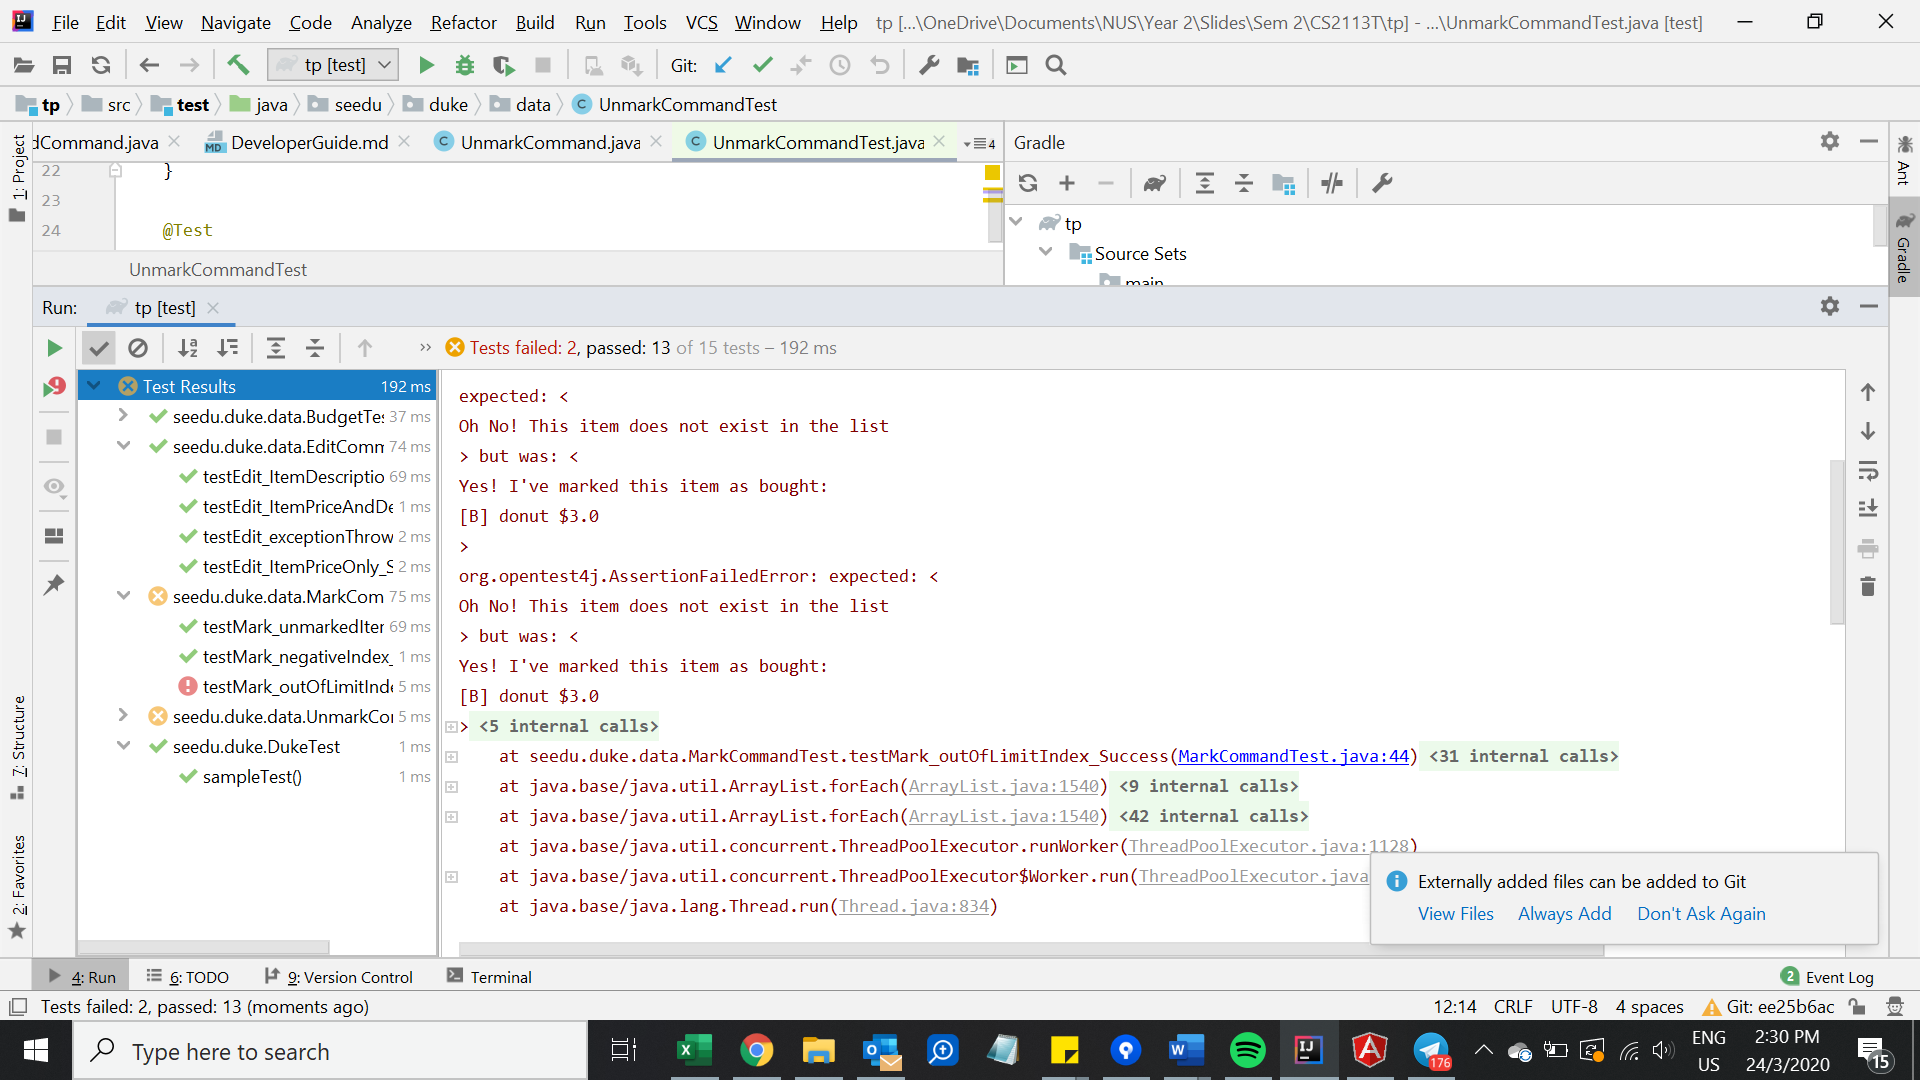 File Edit View Navigate Code Analyze Refactor Build Run Tools VCS Window Help tp [...\OneDrive\Documents\NUS\Year 2\Slides\Sem 2\CS2113T\tp] - ...\UnmarkCommandTest.java [test]
tp [test] Git:
tp src test java seedu duke data UnmarkCommandTest
dCommand.java DeveloperGuide.md UnmarkCommand.java UnmarkCommandTest.java 4 Gradle
22 }
23
24 @Test
UnmarkCommandTest
tp
Source Sets
main
1: Project
Ant
Gradle
Run: tp [test]
Tests failed: 2, passed: 13 of 15 tests – 192 ms
Test Results 192 ms
seedu.duke.data.BudgetTes 37 ms
seedu.duke.data.EditComm 74 ms
testEdit_ItemDescriptio 69 ms
testEdit_ItemPriceAndDe 1 ms
testEdit_exceptionThrow 2 ms
testEdit_ItemPriceOnly_S 2 ms
seedu.duke.data.MarkCom 75 ms
testMark_unmarkedIter 69 ms
testMark_negativeIndex_ 1 ms
testMark_outOfLimitInde 5 ms
seedu.duke.data.UnmarkCor 5 ms
seedu.duke.DukeTest 1 ms
sampleTest() 1 ms
expected: <
Oh No! This item does not exist in the list
> but was: <
Yes! I've marked this item as bought:
[B] donut $3.0
>
org.opentest4j.AssertionFailedError: expected: <
Oh No! This item does not exist in the list
> but was: <
Yes! I've marked this item as bought:
[B] donut $3.0
> <5 internal calls>
at seedu.duke.data.MarkCommandTest.testMark_outOfLimitIndex_Success(MarkCommandTest.java:44) <31 internal calls>
at java.base/java.util.ArrayList.forEach(ArrayList.java:1540) <9 internal calls>
at java.base/java.util.ArrayList.forEach(ArrayList.java:1540) <42 internal calls>
at java.base/java.util.concurrent.ThreadPoolExecutor.runWorker(ThreadPoolExecutor.java:1128)
at java.base/java.util.concurrent.ThreadPoolExecutor$Worker.run(ThreadPoolExecutor.java
at java.base/java.lang.Thread.run(Thread.java:834)
7: Structure
2: Favorites
Externally added files can be added to Git
View Files Always Add Don't Ask Again
4: Run 6: TODO 9: Version Control Terminal 2 Event Log
Tests failed: 2, passed: 13 (moments ago) 12:14 CRLF UTF-8 4 spaces Git: ee25b6ac
Type here to search
176
ENG
US
2:30 PM
24/3/2020
15